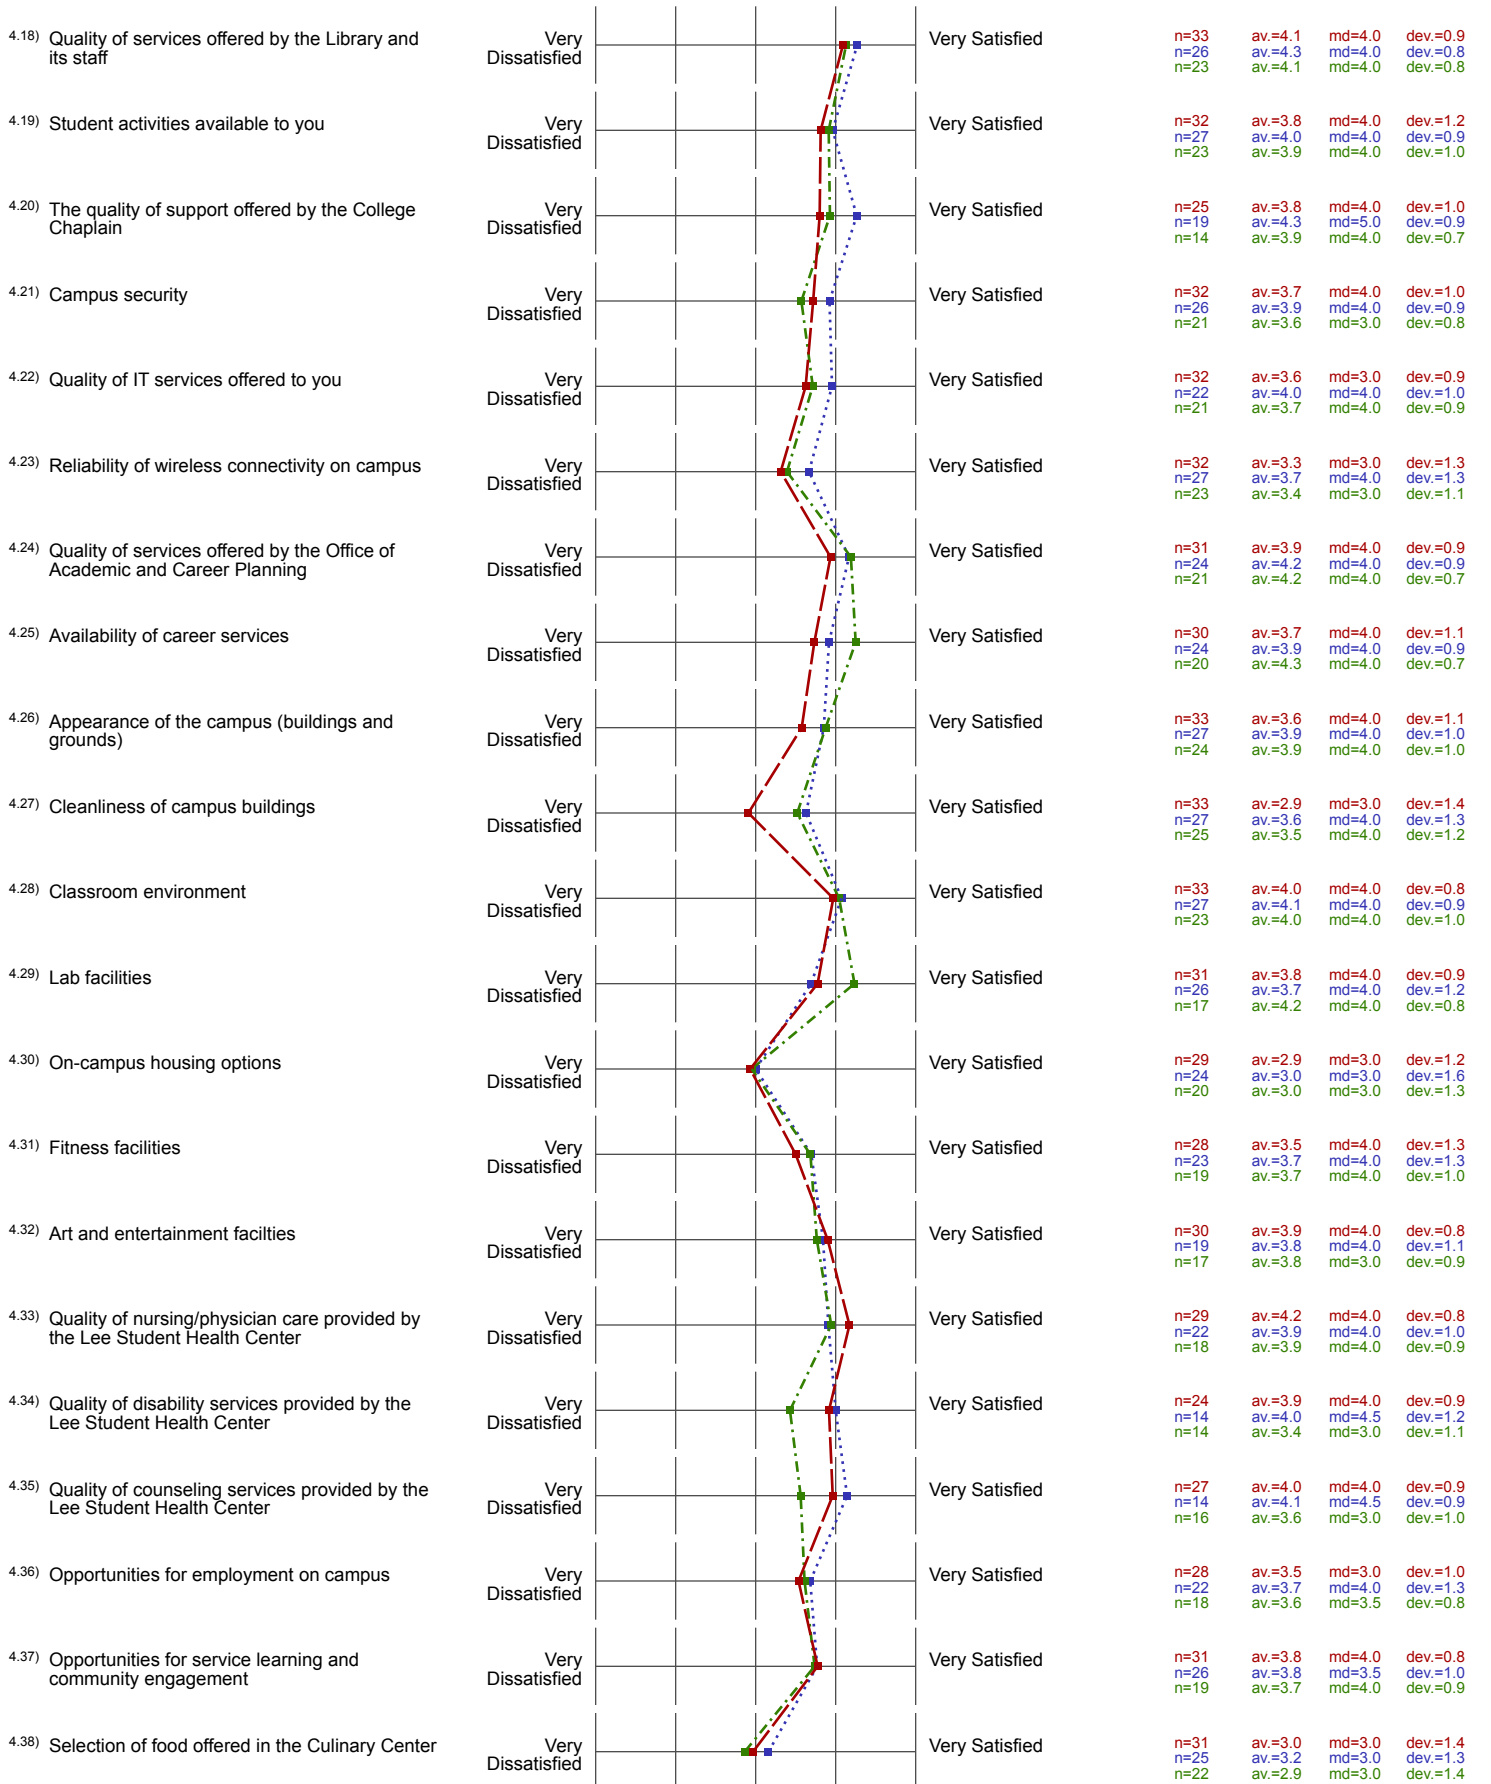 4.18) Quality of services offered by the Library and
its staff
Very
Dissatisfied
Very Satisfied
n=33 av.=4.1 md=4.0 dev.=0.9
n=26 av.=4.3 md=4.0 dev.=0.8
n=23 av.=4.1 md=4.0 dev.=0.8
4.19) Student activities available to you
Very
Dissatisfied
Very Satisfied
n=32 av.=3.8 md=4.0 dev.=1.2
n=27 av.=4.0 md=4.0 dev.=0.9
n=23 av.=3.9 md=4.0 dev.=1.0
4.20) The quality of support offered by the College
Chaplain
Very
Dissatisfied
Very Satisfied
n=25 av.=3.8 md=4.0 dev.=1.0
n=19 av.=4.3 md=5.0 dev.=0.9
n=14 av.=3.9 md=4.0 dev.=0.7
4.21) Campus security
Very
Dissatisfied
Very Satisfied
n=32 av.=3.7 md=4.0 dev.=1.0
n=26 av.=3.9 md=4.0 dev.=0.9
n=21 av.=3.6 md=3.0 dev.=0.8
4.22) Quality of IT services offered to you
Very
Dissatisfied
Very Satisfied
n=32 av.=3.6 md=3.0 dev.=0.9
n=22 av.=4.0 md=4.0 dev.=1.0
n=21 av.=3.7 md=4.0 dev.=0.9
4.23) Reliability of wireless connectivity on campus
Very
Dissatisfied
Very Satisfied
n=32 av.=3.3 md=3.0 dev.=1.3
n=27 av.=3.7 md=4.0 dev.=1.3
n=23 av.=3.4 md=3.0 dev.=1.1
4.24) Quality of services offered by the Office of
Academic and Career Planning
Very
Dissatisfied
Very Satisfied
n=31 av.=3.9 md=4.0 dev.=0.9
n=24 av.=4.2 md=4.0 dev.=0.9
n=21 av.=4.2 md=4.0 dev.=0.7
4.25) Availability of career services
Very
Dissatisfied
Very Satisfied
n=30 av.=3.7 md=4.0 dev.=1.1
n=24 av.=3.9 md=4.0 dev.=0.9
n=20 av.=4.3 md=4.0 dev.=0.7
4.26) Appearance of the campus (buildings and
grounds)
Very
Dissatisfied
Very Satisfied
n=33 av.=3.6 md=4.0 dev.=1.1
n=27 av.=3.9 md=4.0 dev.=1.0
n=24 av.=3.9 md=4.0 dev.=1.0
4.27) Cleanliness of campus buildings
Very
Dissatisfied
Very Satisfied
n=33 av.=2.9 md=3.0 dev.=1.4
n=27 av.=3.6 md=4.0 dev.=1.3
n=25 av.=3.5 md=4.0 dev.=1.2
4.28) Classroom environment
Very
Dissatisfied
Very Satisfied
n=33 av.=4.0 md=4.0 dev.=0.8
n=27 av.=4.1 md=4.0 dev.=0.9
n=23 av.=4.0 md=4.0 dev.=1.0
4.29) Lab facilities
Very
Dissatisfied
Very Satisfied
n=31 av.=3.8 md=4.0 dev.=0.9
n=26 av.=3.7 md=4.0 dev.=1.2
n=17 av.=4.2 md=4.0 dev.=0.8
4.30) On-campus housing options
Very
Dissatisfied
Very Satisfied
n=29 av.=2.9 md=3.0 dev.=1.2
n=24 av.=3.0 md=3.0 dev.=1.6
n=20 av.=3.0 md=3.0 dev.=1.3
4.31) Fitness facilities
Very
Dissatisfied
Very Satisfied
n=28 av.=3.5 md=4.0 dev.=1.3
n=23 av.=3.7 md=4.0 dev.=1.3
n=19 av.=3.7 md=4.0 dev.=1.0
4.32) Art and entertainment facilties
Very
Dissatisfied
Very Satisfied
n=30 av.=3.9 md=4.0 dev.=0.8
n=19 av.=3.8 md=4.0 dev.=1.1
n=17 av.=3.8 md=3.0 dev.=0.9
4.33) Quality of nursing/physician care provided by
the Lee Student Health Center
Very
Dissatisfied
Very Satisfied
n=29 av.=4.2 md=4.0 dev.=0.8
n=22 av.=3.9 md=4.0 dev.=1.0
n=18 av.=3.9 md=4.0 dev.=0.9
4.34) Quality of disability services provided by the
Lee Student Health Center
Very
Dissatisfied
Very Satisfied
n=24 av.=3.9 md=4.0 dev.=0.9
n=14 av.=4.0 md=4.5 dev.=1.2
n=14 av.=3.4 md=3.0 dev.=1.1
4.35) Quality of counseling services provided by the
Lee Student Health Center
Very
Dissatisfied
Very Satisfied
n=27 av.=4.0 md=4.0 dev.=0.9
n=14 av.=4.1 md=4.5 dev.=0.9
n=16 av.=3.6 md=3.0 dev.=1.0
4.36) Opportunities for employment on campus
Very
Dissatisfied
Very Satisfied
n=28 av.=3.5 md=3.0 dev.=1.0
n=22 av.=3.7 md=4.0 dev.=1.3
n=18 av.=3.6 md=3.5 dev.=0.8
4.37) Opportunities for service learning and
community engagement
Very
Dissatisfied
Very Satisfied
n=31 av.=3.8 md=4.0 dev.=0.8
n=26 av.=3.8 md=3.5 dev.=1.0
n=19 av.=3.7 md=4.0 dev.=0.9
4.38) Selection of food offered in the Culinary Center
Very
Dissatisfied
Very Satisfied
n=31 av.=3.0 md=3.0 dev.=1.4
n=25 av.=3.2 md=3.0 dev.=1.3
n=22 av.=2.9 md=3.0 dev.=1.4